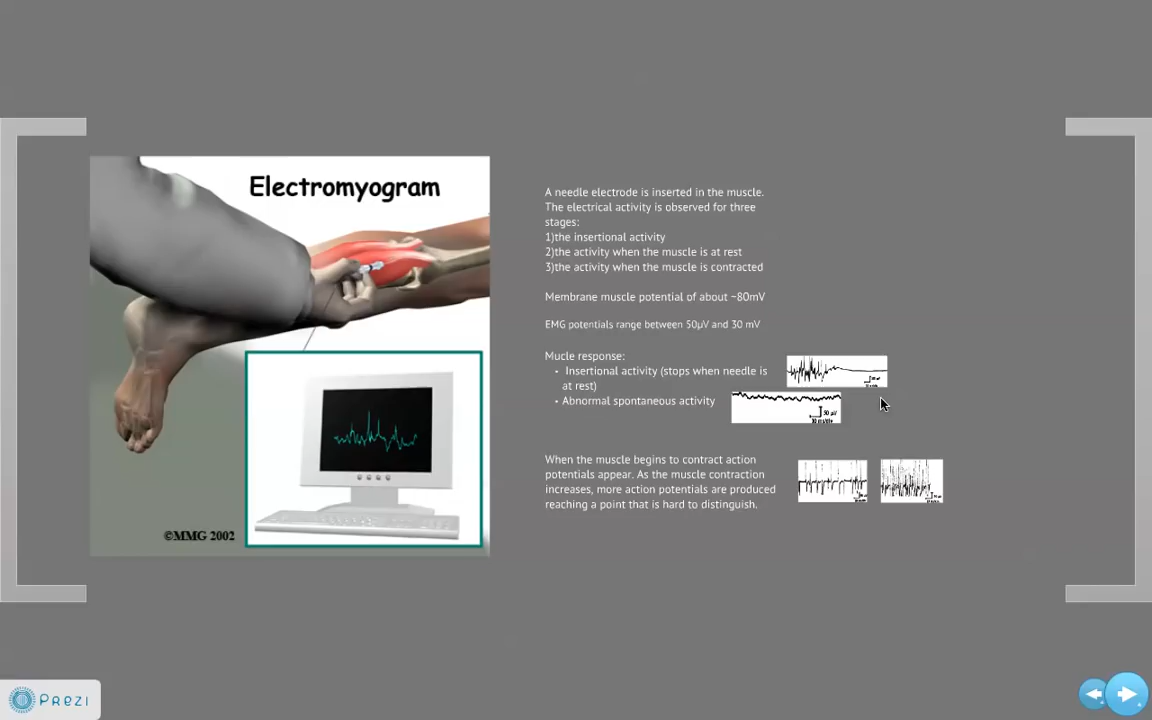 Electromyogram
©MMG 2002
A needle electrode is inserted in the muscle.
The electrical activity is observed for three
stages:
1)the insertional activity
2)the activity when the muscle is at rest
3)the activity when the muscle is contracted
Membrane muscle potential of about −80mV
EMG potentials range between 50μV and 30 mV
Mucle response:
• Insertional activity (stops when needle is
at rest)
• Abnormal spontaneous activity
50 μV
When the muscle begins to contract action
potentials appear. As the muscle contraction
increases, more action potentials are produced
reaching a point that is hard to distinguish.
Prezi